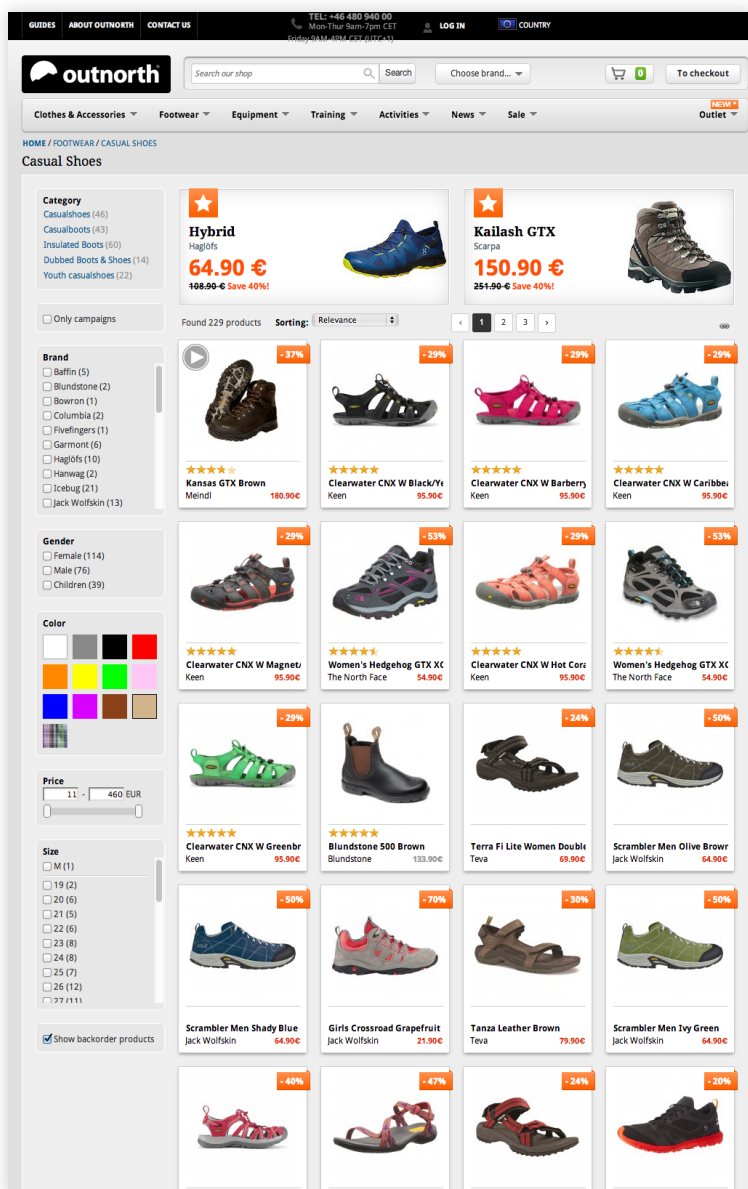 GUIDES
ABOUT OUTNORTH
CONTACT US
TEL: +46 480 940 00
Mon-Thur 9am-7pm CET
Friday 9AM-4PM CET (UTC+1)
LOG IN
COUNTRY
outnorth
Search our shop
Search
Choose brand...
0
To checkout
Clothes & Accessories
Footwear
Equipment
Training
Activities
News
Sale
NEW! *
Outlet
HOME / FOOTWEAR / CASUAL SHOES
Casual Shoes
Category
Casualshoes (46)
Casualboots (43)
Insulated Boots (60)
Dubbed Boots & Shoes (14)
Youth casualshoes (22)
Only campaigns
Brand
Baffin (5)
Blundstone (2)
Bowron (1)
Columbia (2)
Fivefingers (1)
Garmont (6)
Haglöfs (10)
Hanwag (2)
Icebug (21)
Jack Wolfskin (13)
Gender
Female (114)
Male (76)
Children (39)
Color
Price
11 - 460 EUR
Size
M (1)
19 (2)
20 (6)
21 (5)
22 (6)
23 (8)
24 (8)
25 (7)
26 (12)
27 (11)
Show backorder products
Hybrid
Haglöfs
64.90 €
108.90 € Save 40%!
Kailash GTX
Scarpa
150.90 €
251.90 € Save 40%!
Found 229 products
Sorting:
Relevance
‹ 1 2 3 ›
-37%
Kansas GTX Brown
Meindl 180.90€
-29%
Clearwater CNX W Black/Ye
Keen 95.90€
-29%
Clearwater CNX W Barberry
Keen 95.90€
-29%
Clearwater CNX W Caribbea
Keen 95.90€
-29%
Clearwater CNX W Magnet/
Keen 95.90€
-53%
Women's Hedgehog GTX XC
The North Face 54.90€
-29%
Clearwater CNX W Hot Cora
Keen 95.90€
-53%
Women's Hedgehog GTX XC
The North Face 54.90€
-29%
Clearwater CNX W Greenbr
Keen 95.90€
Blundstone 500 Brown
Blundstone 133.90€
-24%
Terra Fi Lite Women Double
Teva 69.90€
-50%
Scrambler Men Olive Brown
Jack Wolfskin 64.90€
-50%
Scrambler Men Shady Blue
Jack Wolfskin 64.90€
-70%
Girls Crossroad Grapefruit
Jack Wolfskin 21.90€
-30%
Tanza Leather Brown
Teva 79.90€
-50%
Scrambler Men Ivy Green
Jack Wolfskin 64.90€
-40%
-47%
-24%
-20%